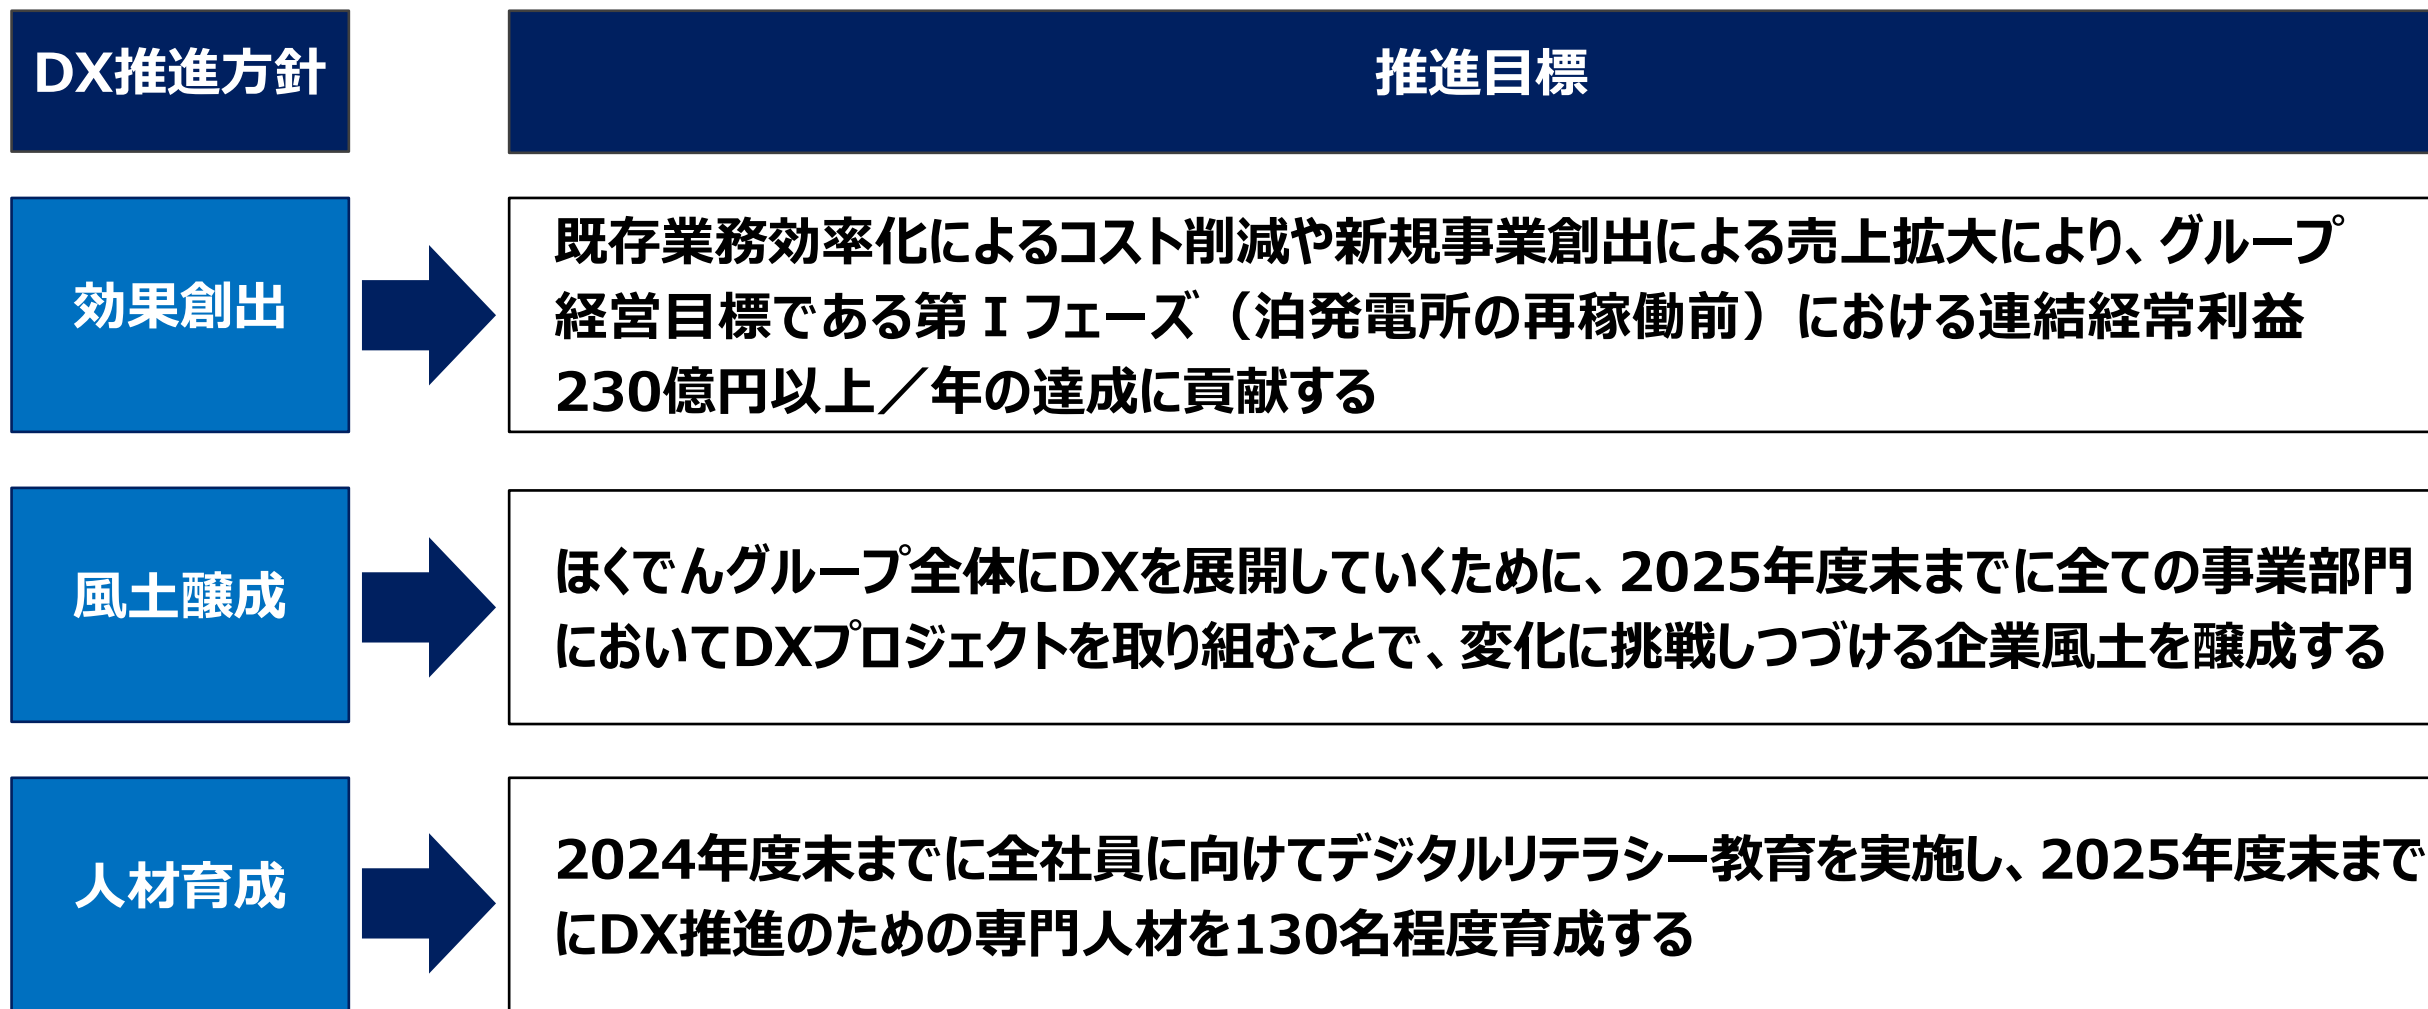 DX推進方針
推進目標
効果創出
既存業務効率化によるコスト削減や新規事業創出による売上拡大により、グループ
経営目標である第Ⅰフェーズ（泊発電所の再稼働前）における連結経常利益
230億円以上／年の達成に貢献する
風土醸成
ほくでんグループ全体にDXを展開していくために、2025年度末までに全ての事業部門
においてDXプロジェクトを取り組むことで、変化に挑戦しつづける企業風土を醸成する
人材育成
2024年度末までに全社員に向けてデジタルリテラシー教育を実施し、2025年度末まで
にDX推進のための専門人材を130名程度育成する